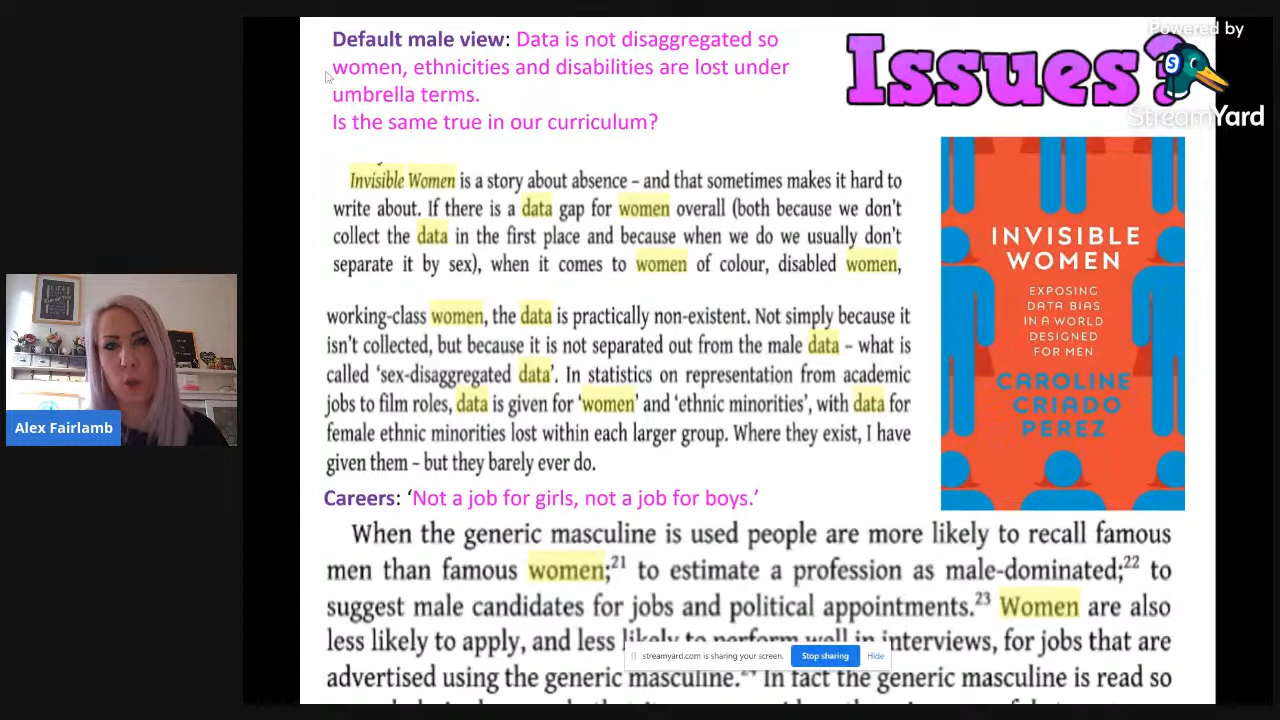 Default male view: Data is not disaggregated so
women, ethnicities and disabilities are lost under
umbrella terms.
Is the same true in our curriculum?
Issues?
Powered by
StreamYard
Invisible Women is a story about absence – and that sometimes makes it hard to
write about. If there is a data gap for women overall (both because we don't
collect the data in the first place and because when we do we usually don't
separate it by sex), when it comes to women of colour, disabled women,
working-class women, the data is practically non-existent. Not simply because it
isn't collected, but because it is not separated out from the male data – what is
called 'sex-disaggregated data'. In statistics on representation from academic
jobs to film roles, data is given for 'women' and 'ethnic minorities', with data for
female ethnic minorities lost within each larger group. Where they exist, I have
given them – but they barely ever do.
INVISIBLE
WOMEN
EXPOSING
DATA BIAS
IN A WORLD
DESIGNED
FOR MEN
CAROLINE
CRIADO
PEREZ
Alex Fairlamb
Careers: 'Not a job for girls, not a job for boys.'
When the generic masculine is used people are more likely to recall famous
men than famous women;21 to estimate a profession as male-dominated;22 to
suggest male candidates for jobs and political appointments.23 Women are also
less likely to apply, and less likely to perform well in interviews, for jobs that are
streamyard.com is sharing your screen. Stop sharing Hide
advertised using the generic masculine. In fact the generic masculine is read so